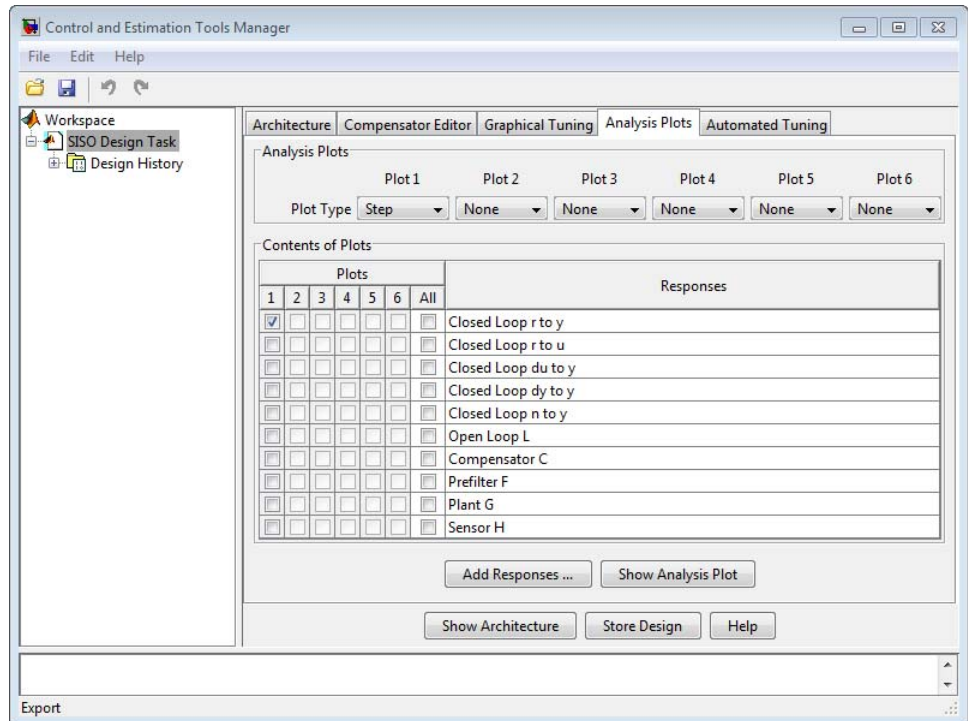 Control and Estimation Tools Manager
File Edit Help
Workspace
SISO Design Task
Design History
Architecture Compensator Editor Graphical Tuning Analysis Plots Automated Tuning
Analysis Plots
Plot 1 Plot 2 Plot 3 Plot 4 Plot 5 Plot 6
Plot Type Step None None None None None
Contents of Plots
Plots
Responses
1 2 3 4 5 6 All
Closed Loop r to y
Closed Loop r to u
Closed Loop du to y
Closed Loop dy to y
Closed Loop n to y
Open Loop L
Compensator C
Prefilter F
Plant G
Sensor H
Add Responses ... Show Analysis Plot
Show Architecture Store Design Help
Export